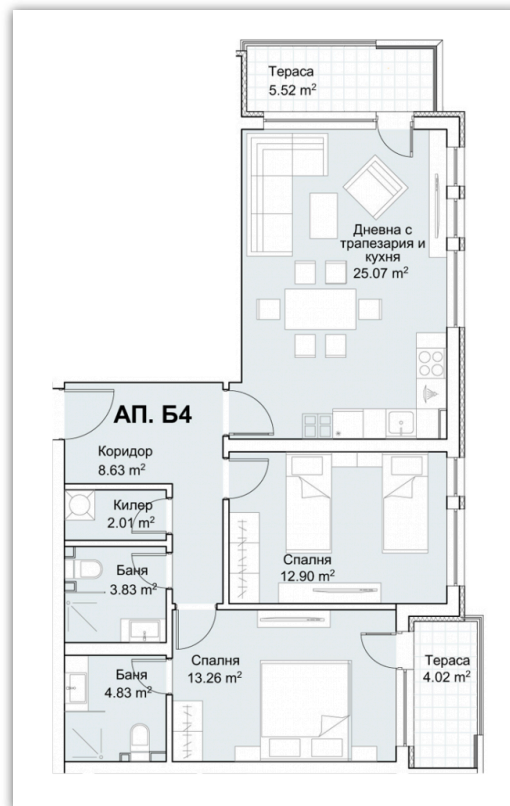 Тераса
5.52 m²
Дневна с
трапезария и
кухня
25.07 m²
АП. Б4
Коридор
8.63 m²
Килер
2.01 m²
Баня
3.83 m²
Спалня
12.90 m²
Спалня
13.26 m²
Тераса
4.02 m²
Баня
4.83 m²